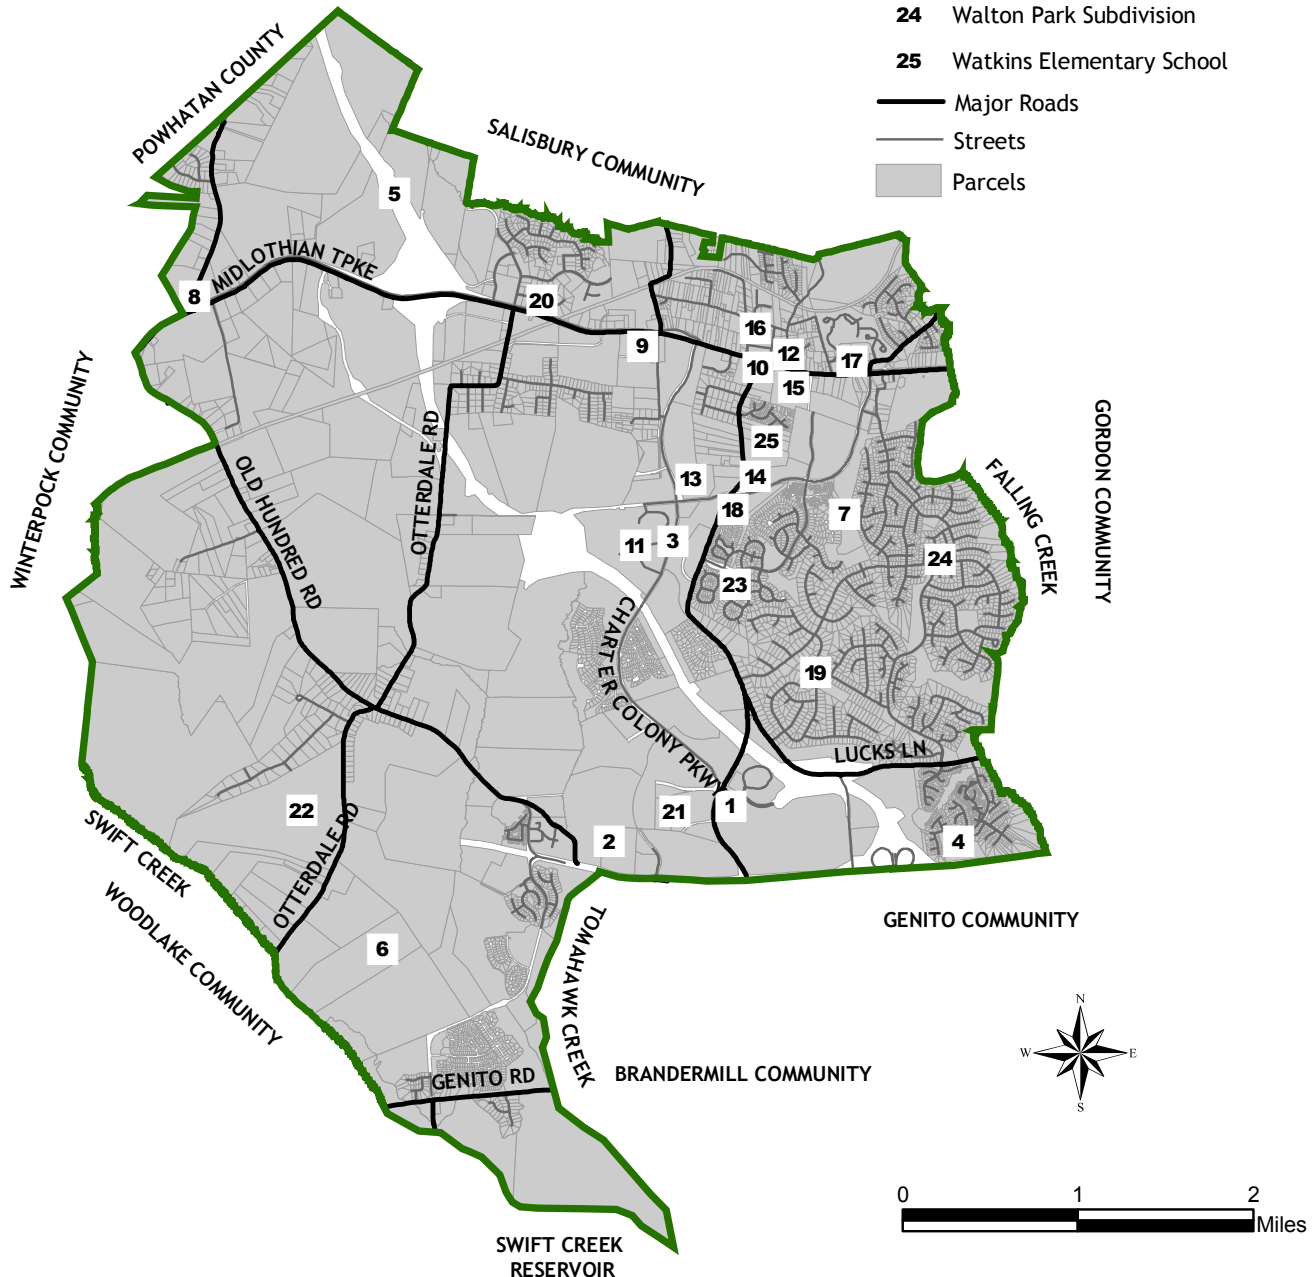 24 Walton Park Subdivision
25 Watkins Elementary School
Major Roads
Streets
Parcels
POWHATAN COUNTY
SALISBURY COMMUNITY
5
MIDLOTHIAN TPKE
8
20
16
9
12
10
17
15
WINTERPOCK COMMUNITY
GORDON COMMUNITY
OTTERDALE RD
25
OLD HUNDRED RD
13
14
FALLING CREEK
18
7
11
3
24
23
CHARTER COLONY PKWY
19
LUCKS LN
22
21
1
SWIFT CREEK
OTTERDALE RD
2
4
WOODLAKE COMMUNITY
TOMAHAWK CREEK
GENITO COMMUNITY
6
N
W
E
S
GENITO RD
BRANDERMILL COMMUNITY
0 1 2
Miles
SWIFT CREEK
RESERVOIR